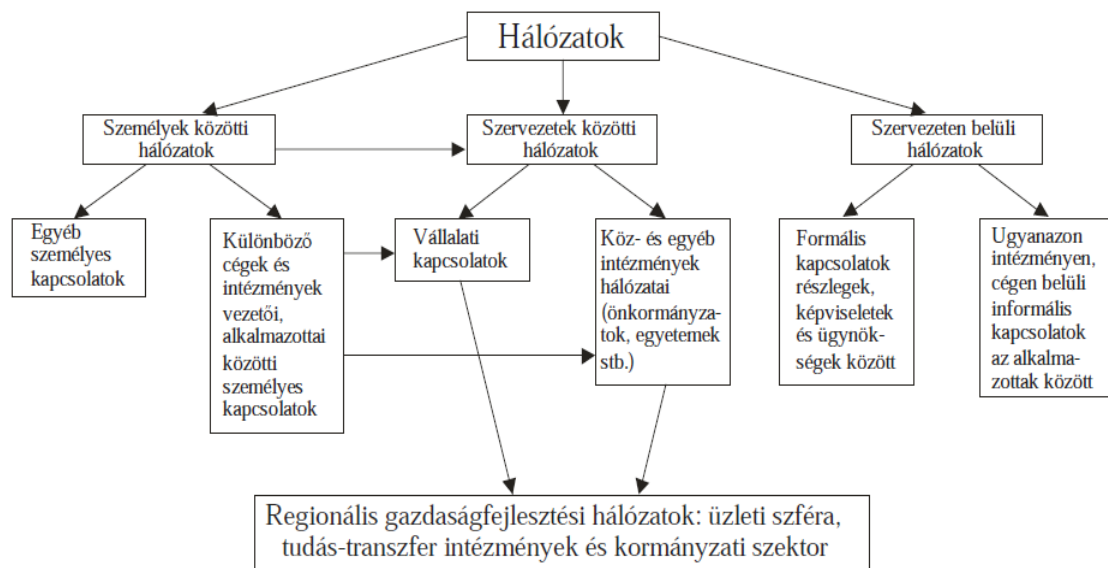 Hálózatok
Személyek közötti
hálózatok
Szervezetek közötti
hálózatok
Szervezeten belüli
hálózatok
Egyéb
személyes
kapcsolatok
Különböző
cégek és
intézmények
vezetői,
alkalmazottai
közötti
személyes
kapcsolatok
Vállalati
kapcsolatok
Köz- és egyéb
intézmények
hálózatai
(önkormányza-
tok, egyetemek
stb.)
Formális
kapcsolatok
részlegek,
képviseletek
és ügynök-
ségek között
Ugyanazon
intézményen,
cégen belüli
informális
kapcsolatok
az alkalma-
zottak között
Regionális gazdaságfejlesztési hálózatok: üzleti szféra,
tudás-transzfer intézmények és kormányzati szektor